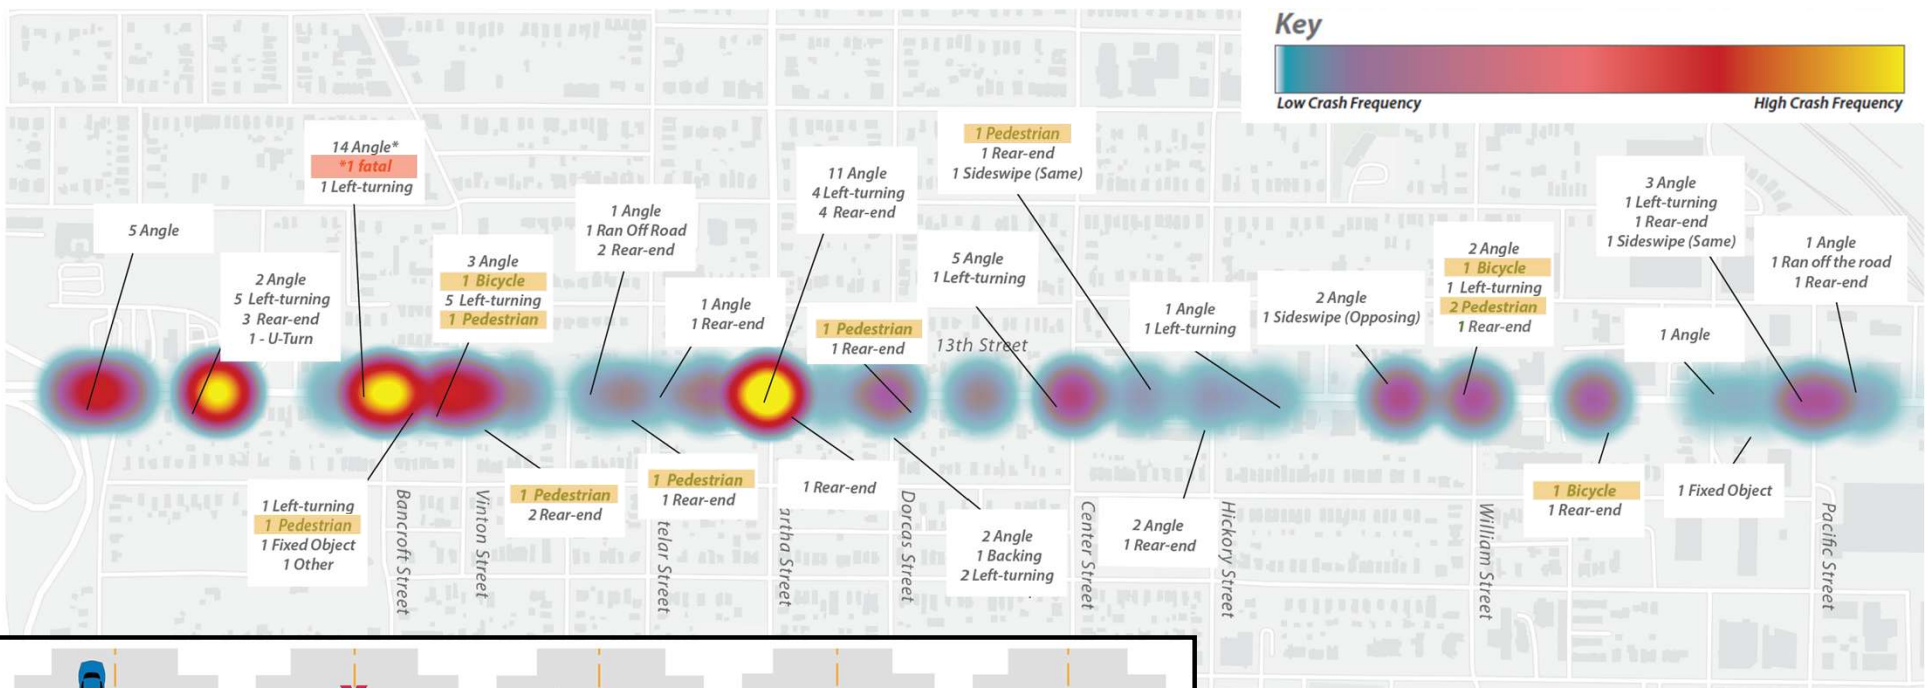 Key
Low Crash Frequency
HIgh Crash Frequency
5 Angle
2 Angle
5 Left-turning
3 Rear-end
1 - U-Turn
14 Angle*
*1 fatal
1 Left-turning
3 Angle
1 Bicycle
5 Left-turning
1 Pedestrian
1 Angle
1 Ran Off Road
2 Rear-end
1 Angle
1 Rear-end
11 Angle
4 Left-turning
4 Rear-end
1 Pedestrian
1 Rear-end
5 Angle
1 Left-turning
13th Street
1 Pedestrian
1 Rear-end
1 Sideswipe (Same)
1 Angle
1 Left-turning
2 Angle
1 Sideswipe (Opposing)
2 Angle
1 Bicycle
1 Left-turning
2 Pedestrian
1 Rear-end
1 Angle
3 Angle
1 Left-turning
1 Rear-end
1 Sideswipe (Same)
1 Angle
1 Ran off the road
1 Rear-end
1 Left-turning
1 Pedestrian
1 Fixed Object
1 Other
Bancroft Street
Vinton Street
1 Pedestrian
2 Rear-end
1 Pedestrian
1 Rear-end
telar Street
1 Rear-end
artha Street
Dorcas Street
2 Angle
1 Backing
2 Left-turning
Center Street
2 Angle
1 Rear-end
Hickory Street
William Street
1 Bicycle
1 Rear-end
1 Fixed Object
Pacific Street